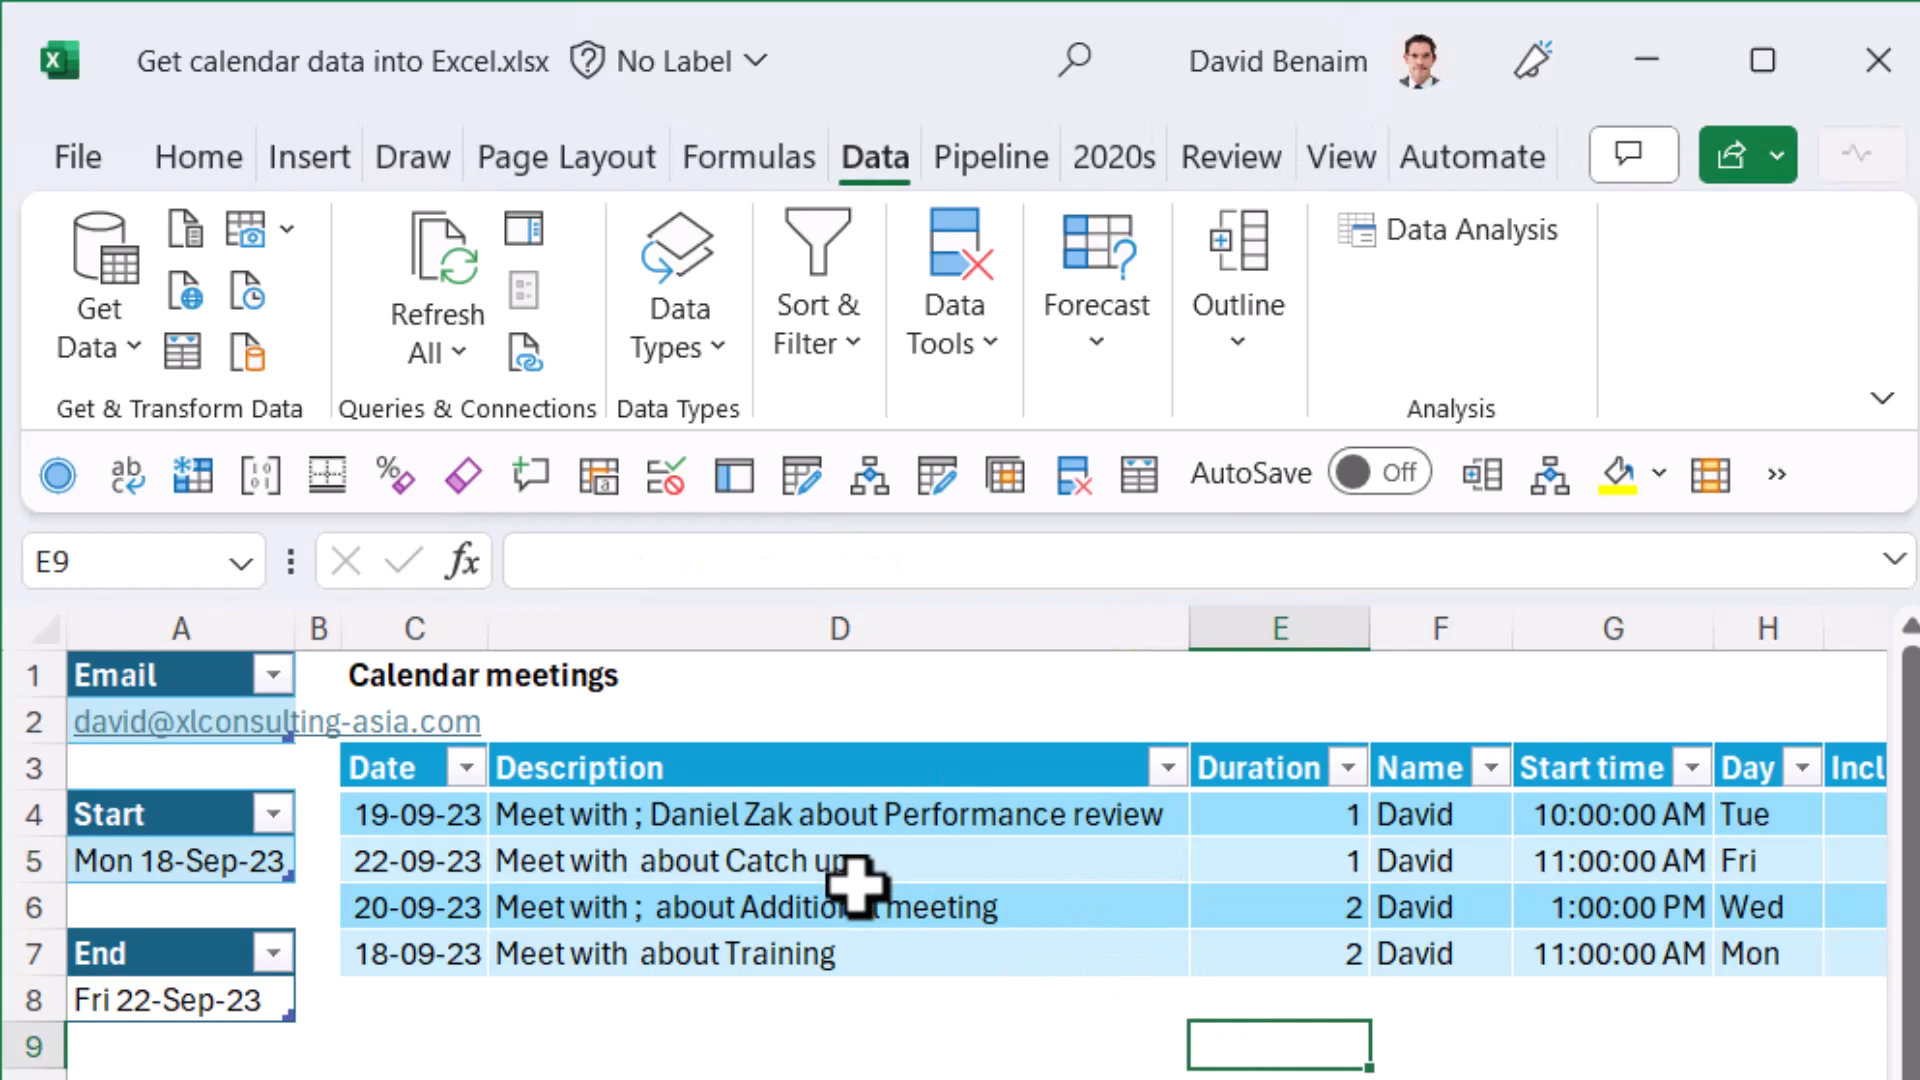 Get calendar data into Excel.xlsx No Label David Benaim
File Home Insert Draw Page Layout Formulas Data Pipeline 2020s Review View Automate
Get Data Refresh All Data Types Sort & Filter Data Tools Forecast Outline Data Analysis
Get & Transform Data Queries & Connections Data Types Analysis
AutoSave Off
E9 fx
A B C D E F G H
1 Email Calendar meetings
2 david@xlconsulting-asia.com
3 Date Description Duration Name Start time Day Incl
4 Start 19-09-23 Meet with ; Daniel Zak about Performance review 1 David 10:00:00 AM Tue
5 Mon 18-Sep-23 22-09-23 Meet with about Catch up 1 David 11:00:00 AM Fri
6 20-09-23 Meet with ; about Additional meeting 2 David 1:00:00 PM Wed
7 End 18-09-23 Meet with about Training 2 David 11:00:00 AM Mon
8 Fri 22-Sep-23
9